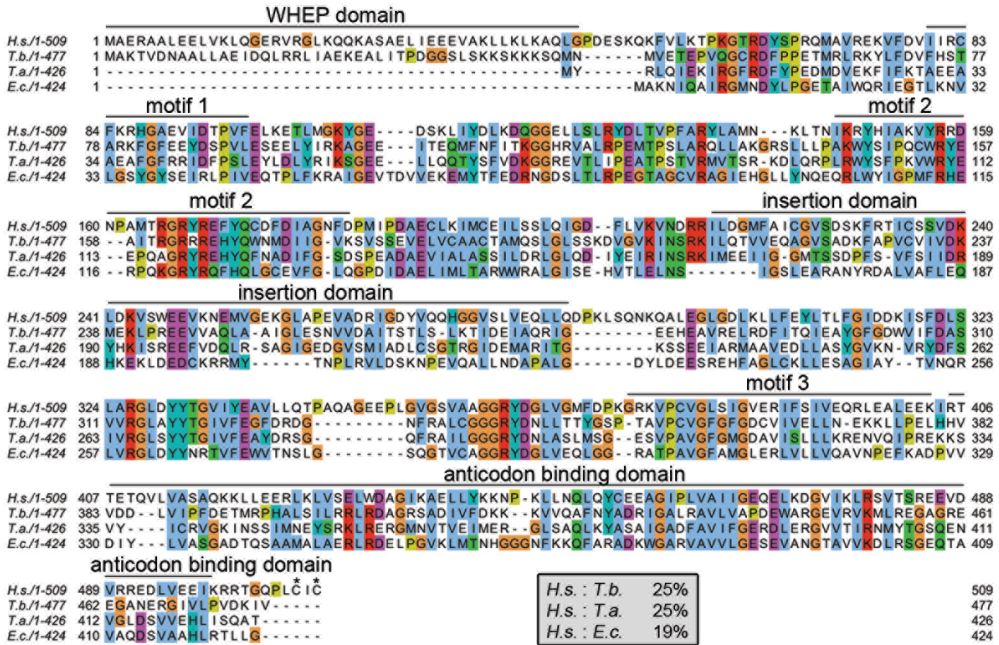 WHEP domain
H.s./1-509 1 MAERAALEELVKLQGERVRGLKQQKASAELIEEEVAKLLKLKAQLGPDESKQKFVLKTPKGTRDYSPRQMAVREKVFDVIIRC 83
T.b./1-477 1 MAKTVDNAALLAEIDQLRRLIAEKEALITPDGGSLSKKSKKKSQMMN------MVETEPVQGCRDFPPETMRLRKYLFDVFHST 77
T.a./1-426 1 ---------------------------------------------MY------RLQIEKIRGFRDFYPEDMDVEKFIFKTAEEA 33
E.c./1-424 1 ----------------------------------------------------MAKNIQAIRGMNDYLPGETAIWQRIEGTLKNV 32
motif 1 motif 2
H.s./1-509 84 FKRHGAEVIDTPVFELKETLMGKYGE----DSKLIYDLKDQGGELLSLRYDLTVPFARYLAMN---KLTNIKRYHIAKVYRRD 159
T.b./1-477 78 ARKFGFEEYDSPVLESEELYIRKAGE----EITEQMFNFITKGGHRVALRPEMTPSLARQLLAKGRSLLLPAKWYSIPQCWRYE 157
T.a./1-426 34 AEAFGFRRIDFPSLEYLDLYRIKSGEE----LLQQTYSFVDKGGREVTLIPEATPSTVRMVTSR-KDLQRPLRWYSFPKVWRYE 112
E.c./1-424 33 LGSYGYSEIRLPIVEQTPLFKRAIGEVTDVVEKEMYTFEDRNGDSLTLRPEGTAGCVRAGIEHGLLYNQEQRLWYIGPMFRHE 115
motif 2 insertion domain
H.s./1-509 160 NPAMTRGRYREFYQCDFDIAGNFDPMIPDAECLKIMCEILSSLQIGD--FLVKVNDRRILDGMFAICGVSDSKFRTICSSVDK 240
T.b./1-477 158 --AITRGRRREHYQWNMDIIG-VKSVSSEVELVCAACTAMQSLGLSSKDVGVKINSRKILQTVVEQAGVSADKFAPVCVIVDK 237
T.a./1-426 113 --EPQAGRYREHYQFNADIFG-SDSPEADAEVIALASSILDRLGLQD-IYEIRINSRKIMEEIIGGMTSSDPFS-VFSIIDR 189
E.c./1-424 116 --RPQKGRYRQFHQLGCEVFG-LQGPDIDAELIMLTARWWRALGISE-HVTLELNS------IGSLEARANYRDALVAFLEQ 187
insertion domain
H.s./1-509 241 LDKVSWEEVKNEMVGEKGLAPEVADRIGDYVQQHGGVSLVEQLLQDPKLSQNKQALEGLGDLKLLFEYLTLFGIDDKISFDLS 323
T.b./1-477 238 MEKLPREEVVAQLA-AIGLESNVVDAITSTLS-LKTIDEIAQRIG------EEHEAVRELRDFITQIEAYGFGDWVIFDAS 310
T.a./1-426 190 YHKISREEFVDQLR-SAGIGEDGVSMIADLCSGTRGIDEMARITG------KSSEEIARMAAVEDLLASYGVKN-VRYDFS 262
E.c./1-424 188 HKEKLDEDCKRRMY-----TNPLRVLDSKNPEVQALLNDAPALG------DYLDEESREHFAGLCKLLESAGIAY-TVNQR 256
motif 3
H.s./1-509 324 LARGLDYYTGVIYEAVLLQTPAQAGEEPLGVGSVAAGGRYDGLVGMFDPKGRKVPCVGLSIGVERIFSIVEQRLEALEEKIRT 406
T.b./1-477 311 VVRGLAYYTGIVFEGFDRDG------NFRALCGGGRYDNLLTTYGSP-TAVPCVGFGFGDCVIVELLN-EKKLLPELHHV 382
T.a./1-426 263 IVRGLSYYTGIVFEAYDRSG------QFRAILGGGRYDNLASLMSG---ESVPAVGFGMGDAVISLLLKRENVQIPREKKS 334
E.c./1-424 257 LVRGLDYYNRTVFEWVTNSLG-----SQGTVCAGGRYDGLVEQLGG---RATPAVGFAMGLERLVLLVQAVNPEFKADPVV 329
anticodon binding domain
H.s./1-509 407 TETQVLVASAQKKLLEERLKLVSELWDAGIKAELLYKKNP-KLLNQLQYCEEAGIPLVAIIGEQELKDGVIKLRSVTSREEVD 488
T.b./1-477 383 VDD--LVIPFDETMRPHALSILRRLRDAGRSADIVFDKK--KVVQAFNYADRIGALRAVLVAPDEWARGEVRVKMLREGAGRE 461
T.a./1-426 335 VY----ICRVGKINSSIMNEYSRKLRERGMNVTVEIMER--GLSAQLKYASAIGADFAVIFGERDLERGVVTIRNMYTGSQEN 411
E.c./1-424 330 DIY---LVASGADTQSAAMALAERLRDELPGVKLMTNHGGGNFKKQFARADKWGARVAVVLGESEVANGTAVVKDLRSGEQTA 409
anticodon binding domain
* *
H.s./1-509 489 VRREDLVEEIKRRTGQPLCIC 509
T.b./1-477 462 EGANERGIVLPVDKIV----- 477
T.a./1-426 412 VGLDSVVEHLISQAT------ 426
E.c./1-424 410 VAQDSVAAHLRTLLG------ 424
H.s. : T.b. 25%
H.s. : T.a. 25%
H.s. : E.c. 19%